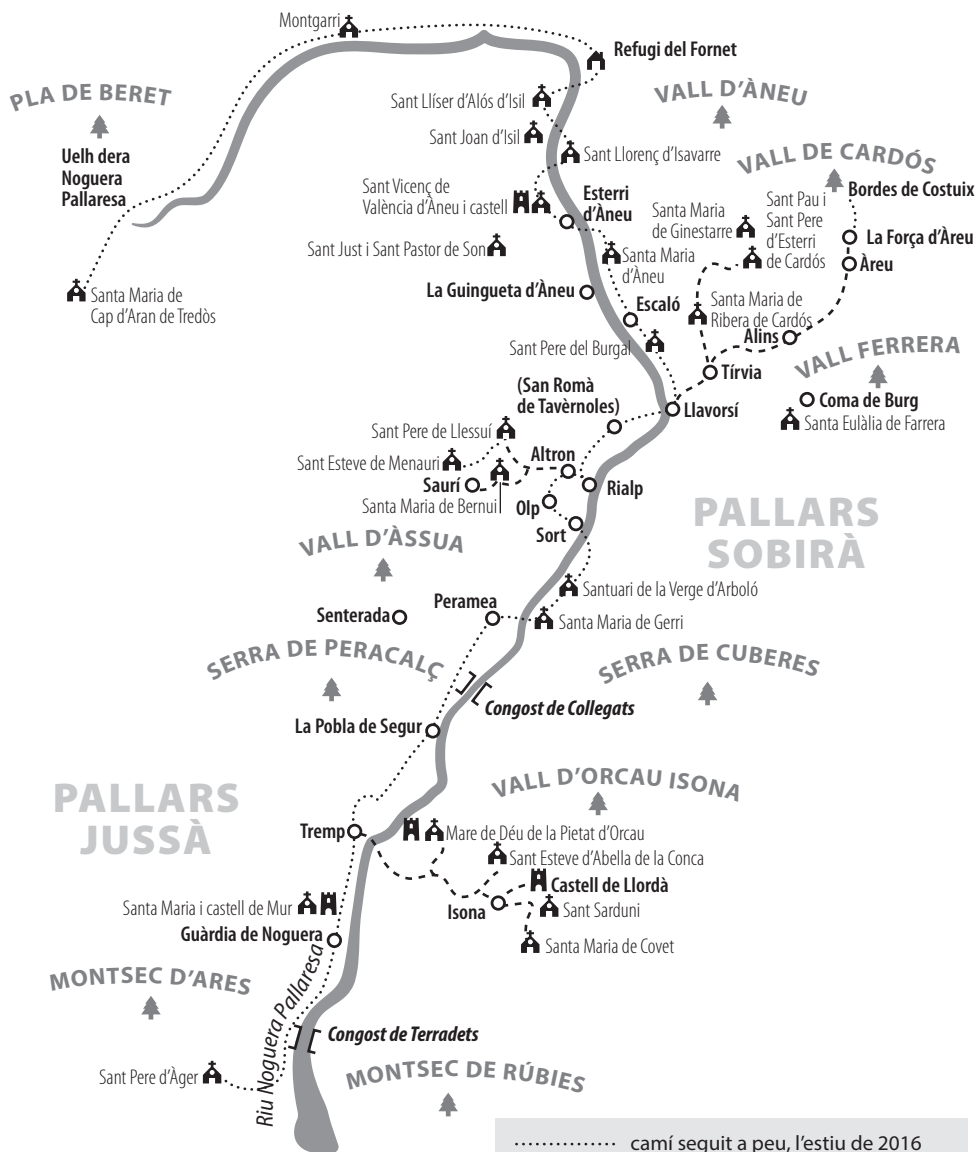 Montgarri
Refugi del Fornet
PLA DE BERET
Sant Llíser d'Alós d'Isil
VALL D'ÀNEU
Uelh dera
Noguera
Pallaresa
Sant Joan d'Isil
Sant Llorenç d'Isavarre
VALL DE CARDÓS
Bordes de Costuix
Sant Vicenç de
València d'Àneu i castell
Esterri
d'Àneu
Santa Maria
de Ginestarre
Sant Pau i
Sant Pere
d'Esterri
de Cardós
La Força d'Àreu
Àreu
Sant Just i Sant Pastor de Son
Santa Maria
d'Àneu
Santa Maria de
Cap d'Aran de Tredòs
La Guingueta d'Àneu
Escaló
Santa Maria de
Ribera de Cardós
Alins
Sant Pere del Burgal
VALL FERRERA
Tírvia
(San Romà
de Tavèrnoles)
Llavorsí
Coma de Burg
Santa Eulàlia de Farrera
Sant Pere de Llessuí
Sant Esteve de Menauri
Altron
Saurí
Rialp
Santa Maria de Bernui
Olp
Sort
PALLARS
SOBIRÀ
VALL D'ÀSSUA
Santuari de la Verge d'Arboló
Senterada
Peramea
Santa Maria de Gerri
SERRA DE PERACALÇ
SERRA DE CUBERES
Congost de Collegats
La Pobla de Segur
VALL D'ORCAU ISONA
PALLARS
JUSSÀ
Tremp
Mare de Déu de la Pietat d'Orcau
Sant Esteve d'Abella de la Conca
Castell de Llordà
Santa Maria i castell de Mur
Isona
Sant Sarduni
Guàrdia de Noguera
Santa Maria de Covet
MONTSEC D'ARES
Riu Noguera Pallaresa
Congost de Terradets
Sant Pere d'Àger
MONTSEC DE RÚBIES
camí seguit a peu, l'estiu de 2016